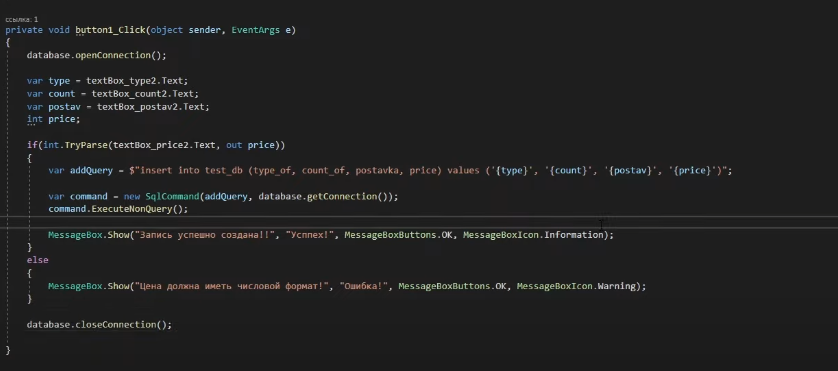 ссылка: 1
private void button1_Click(object sender, EventArgs e)
{
database.openConnection();
var type = textBox_type2.Text;
var count = textBox_count2.Text;
var postav = textBox_postav2.Text;
int price;
if(int.TryParse(textBox_price2.Text, out price))
{
var addQuery = $"insert into test_db (type_of, count_of, postavka, price) values ('{type}', '{count}', '{postav}', '{price}')";
var command = new SqlCommand(addQuery, database.getConnection());
command.ExecuteNonQuery();
MessageBox.Show("Запись успешно создана!!", "Усппех!", MessageBoxButtons.OK, MessageBoxIcon.Information);
}
else
{
MessageBox.Show("Цена должна иметь числовой формат!", "Ошибка!", MessageBoxButtons.OK, MessageBoxIcon.Warning);
}
database.closeConnection();
}